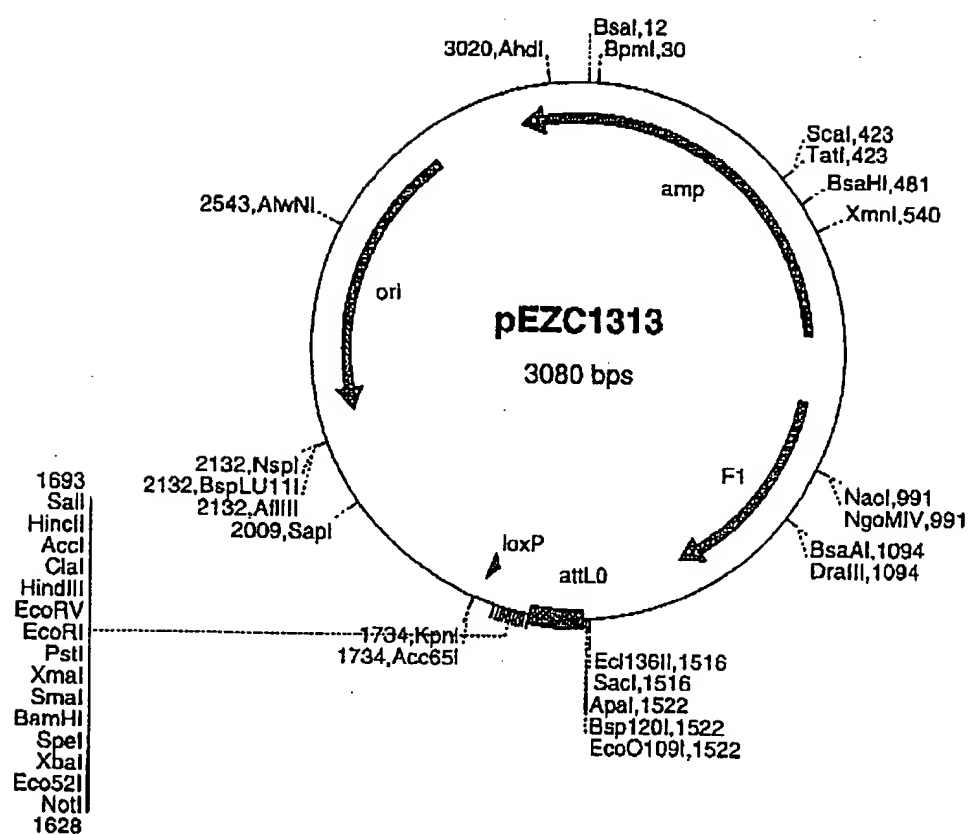 BsaI,12
3020,AhdI
BpmI,30
ScaI,423
TatI,423
BsaHI,481
amp
XmnI,540
2543,AlwNI
ori
pEZC1313
3080 bps
2132,NspI
2132,BspLU11I
2132,AflIII
2009,SapI
F1
NaeI,991
NgoMIV,991
BsaAI,1094
DraIII,1094
loxP
attL0
1693
SalI
HincII
AccI
ClaI
HindIII
EcoRV
EcoRI
PstI
XmaI
SmaI
BamHI
SpeI
XbaI
Eco52I
NotI
1628
1734,KpnI
1734,Acc65I
Ecl136II,1516
SacI,1516
ApaI,1522
Bsp120I,1522
EcoO109I,1522